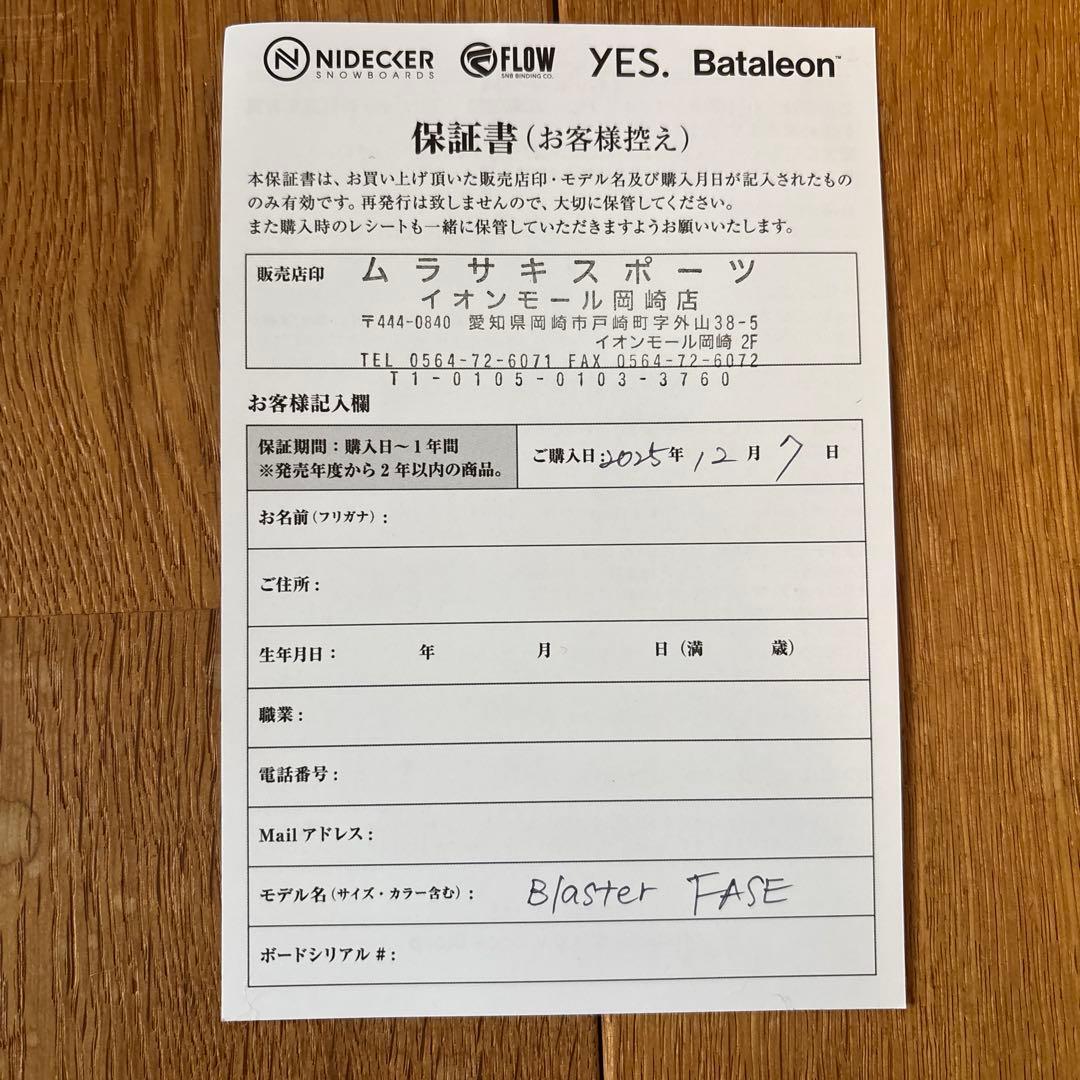 NIDECKER SNOWBOARDS FLOW SNB BINDING CO. YES. Bataleon™
保証書（お客様控え）
本保証書は、お買い上げ頂いた販売店印・モデル名及び購入月日が記入されたもの
のみ有効です。再発行は致しませんので、大切に保管してください。
また購入時のレシートも一緒に保管していただきますようお願いいたします。
販売店印 ムラサキスポーツ
イオンモール岡崎店
〒444-0840 愛知県岡崎市戸崎町字外山38-5
イオンモール岡崎 2F
TEL 0564-72-6071 FAX 0564-72-6072
T1-0105-0103-3760
お客様記入欄
保証期間：購入日〜1年間
※発売年度から2年以内の商品。
ご購入日：2025年 12月 7日
お名前（フリガナ）：
ご住所：
生年月日： 年 月 日（満 歳）
職業：
電話番号：
Mail アドレス：
モデル名（サイズ・カラー含む）： Blaster FASE
ボードシリアル #：